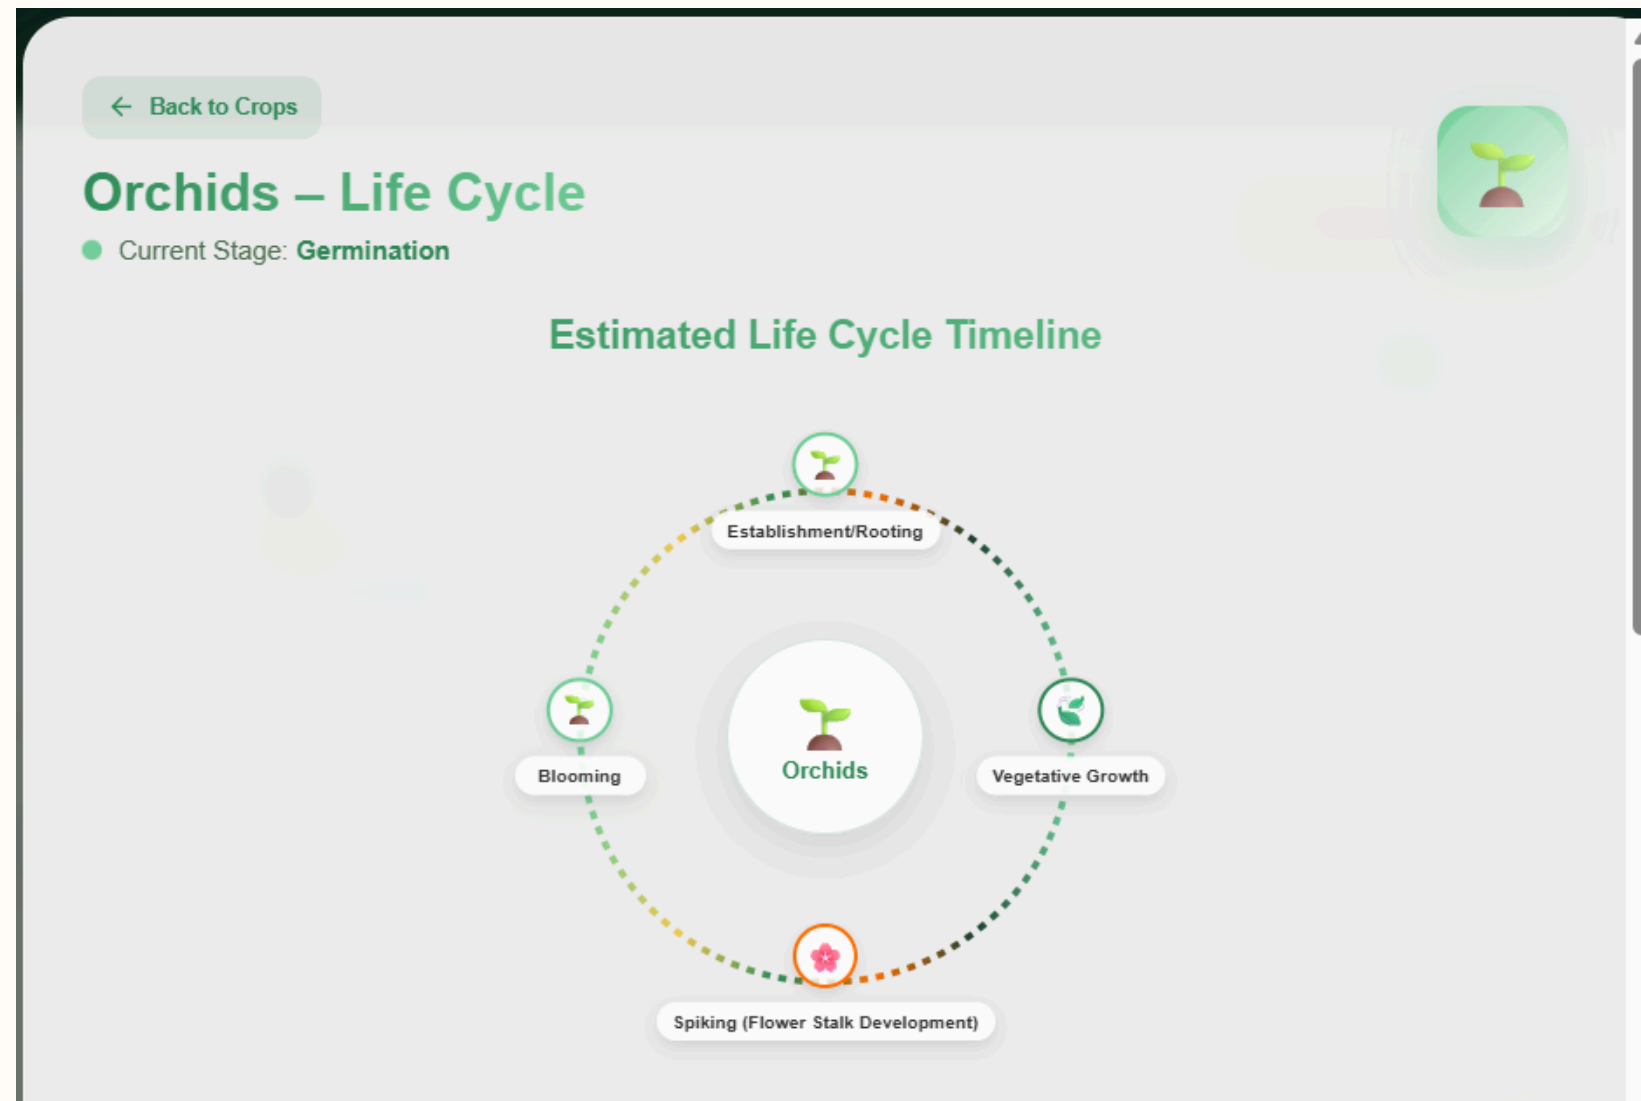 ← Back to Crops
Orchids – Life Cycle
Current Stage: Germination
Estimated Life Cycle Timeline
Establishment/Rooting
Orchids
Blooming
Vegetative Growth
Spiking (Flower Stalk Development)